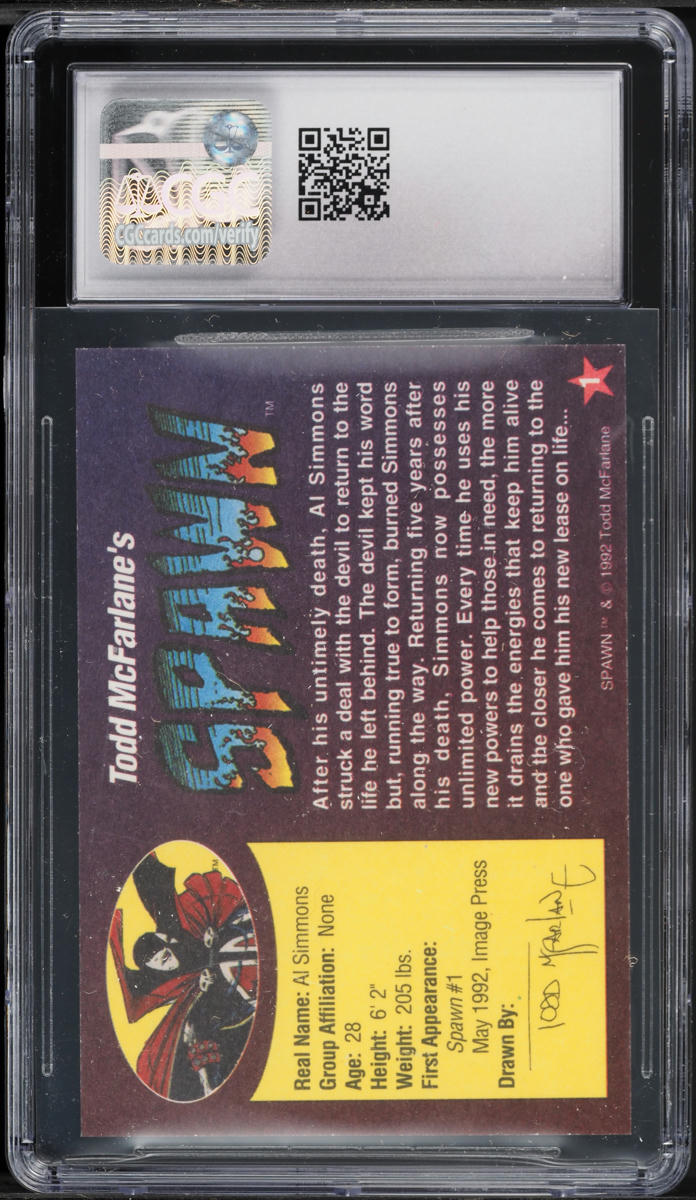 CGC
CGCcards.com/verify
Todd McFarlane's
SPAWN™
After his untimely death, Al Simmons
struck a deal with the devil to return to the
life he left behind. The devil kept his word
but, running true to form, burned Simmons
along the way. Returning five years after
his death, Simmons now possesses
unlimited power. Every time he uses his
new powers to help those in need, the more
it drains the energies that keep him alive
and the closer he comes to returning to the
one who gave him his new lease on life...
SPAWN ™ & © 1992 Todd McFarlane
1
TM
Real Name: Al Simmons
Group Affiliation: None
Age: 28
Height: 6' 2"
Weight: 205 lbs.
First Appearance:
Spawn #1
May 1992, Image Press
Drawn By:
TODD McFARLANE